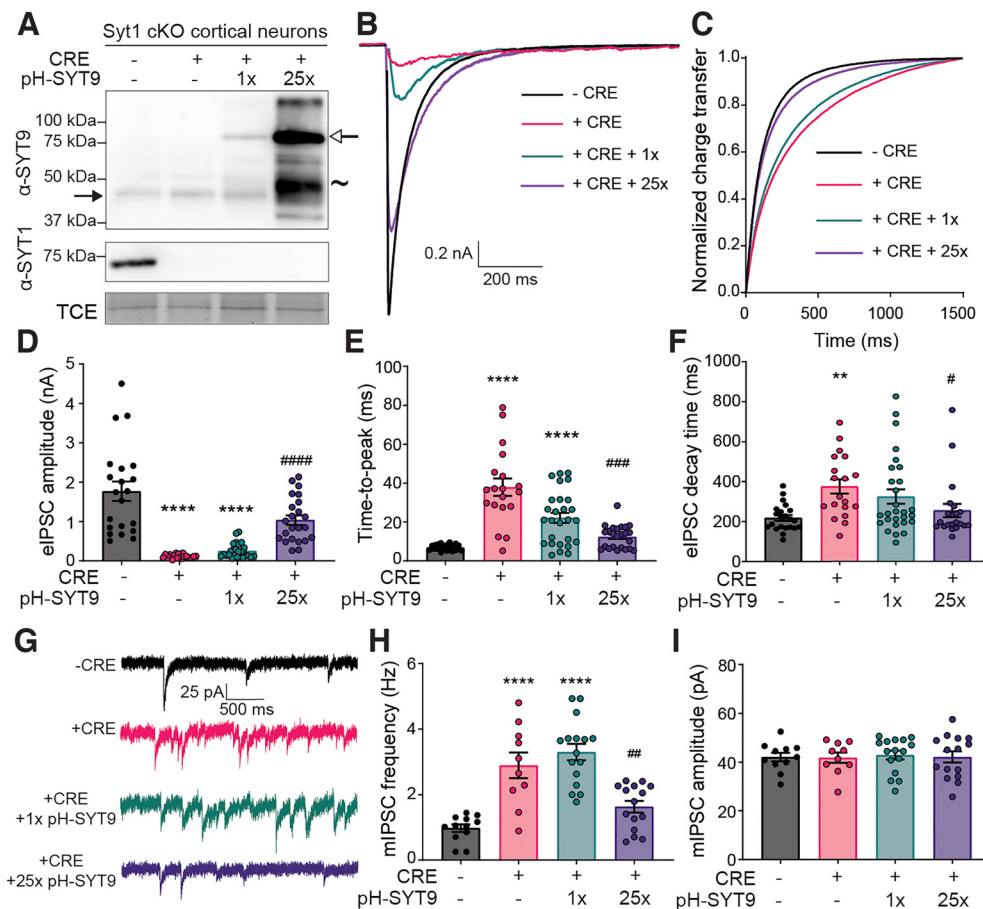 A
Syt1 cKO cortical neurons
CRE - + + +
pH-SYT9 - - 1x 25x
α-SYT9
100 kDa
75 kDa
50 kDa
~
37 kDa
α-SYT1
75 kDa
TCE
B
- CRE
+ CRE
+ CRE + 1x
+ CRE + 25x
0.2 nA
200 ms
C
Normalized charge transfer
1.0
0.8
0.6
0.4
0.2
0.0
- CRE
+ CRE
+ CRE + 1x
+ CRE + 25x
0 500 1000 1500
Time (ms)
D
eIPSC amplitude (nA)
5
4
3
2
1
0
**** **** ####
CRE - + + +
pH-SYT9 - - 1x 25x
E
Time-to-peak (ms)
100
80
60
40
20
0
**** **** ###
CRE - + + +
pH-SYT9 - - 1x 25x
F
eIPSC decay time (ms)
1000
800
600
400
200
0
** #
CRE - + + +
pH-SYT9 - - 1x 25x
G
-CRE
25 pA
500 ms
+CRE
+CRE
+1x pH-SYT9
+CRE
+25x pH-SYT9
H
mIPSC frequency (Hz)
6
4
2
0
**** **** ##
CRE - + + +
pH-SYT9 - - 1x 25x
I
mIPSC amplitude (pA)
80
60
40
20
0
CRE - + + +
pH-SYT9 - - 1x 25x